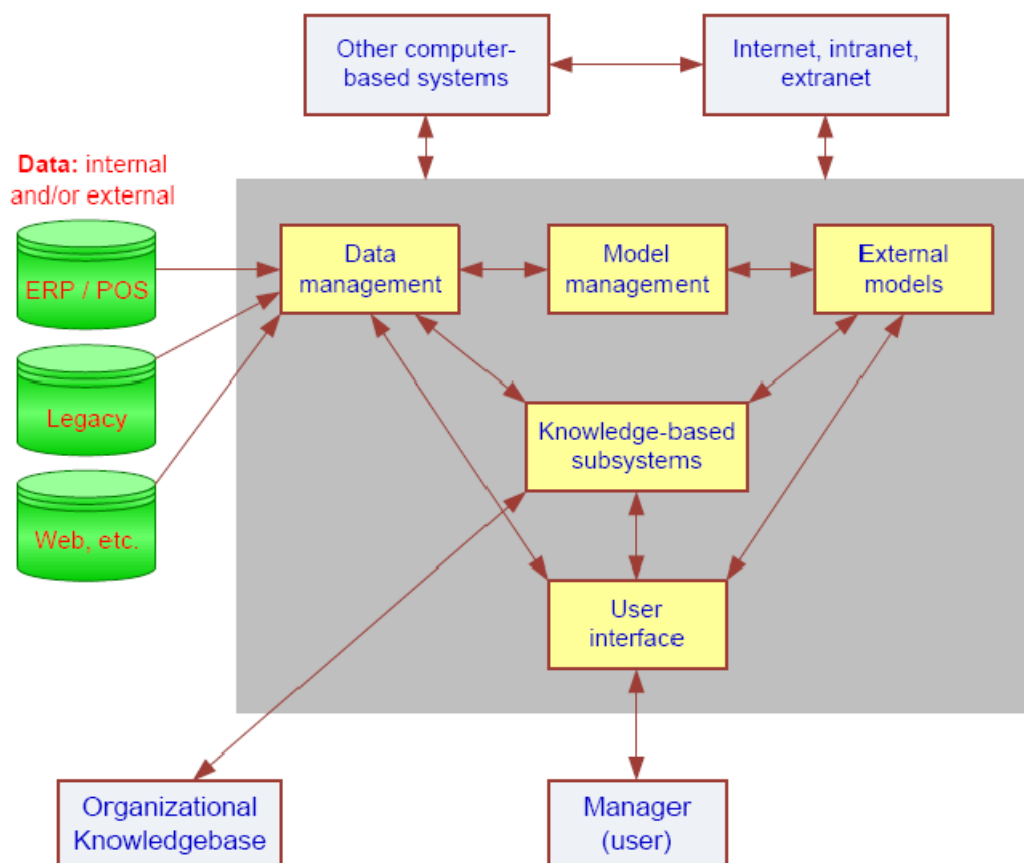 Other computer-
based systems
Internet, intranet,
extranet
Data: internal
and/or external
ERP / POS
Legacy
Web, etc.
Data
management
Model
management
External
models
Knowledge-based
subsystems
User
interface
Organizational
Knowledgebase
Manager
(user)